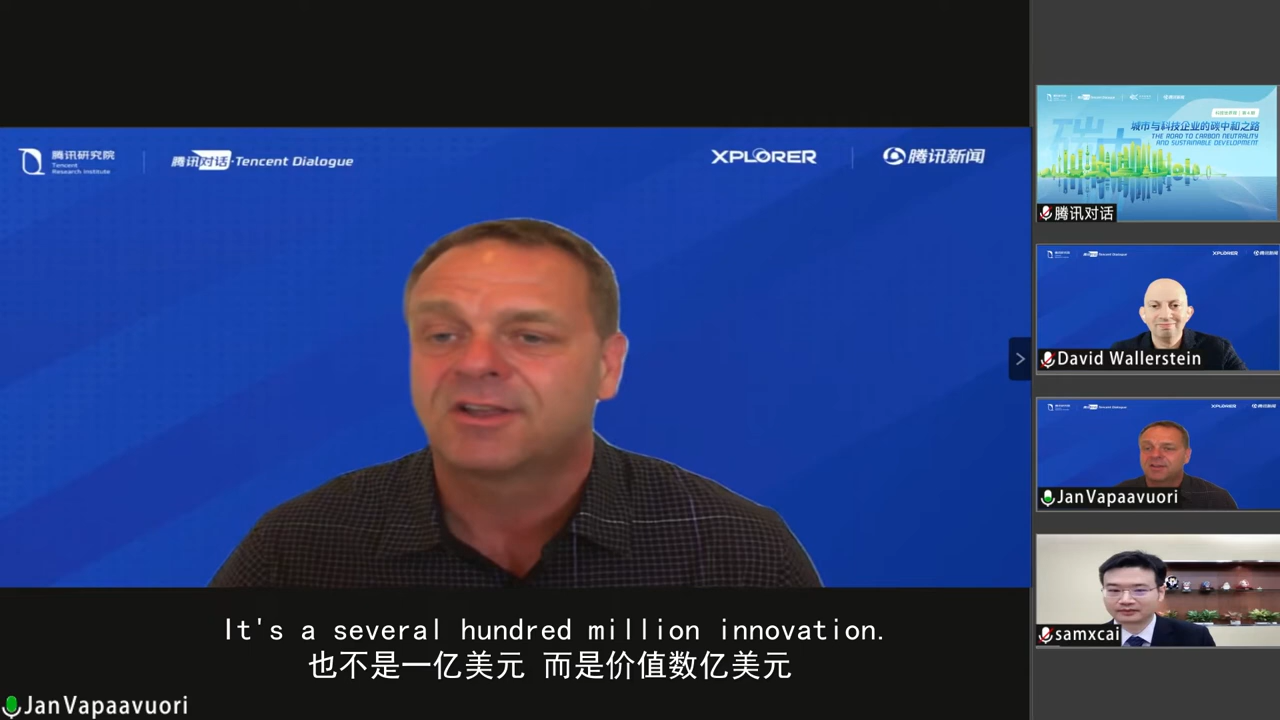 腾讯研究院
Tencent
Research Institute
腾讯对话·Tencent Dialogue
XPLORER
腾讯新闻
It's a several hundred million innovation.
也不是一亿美元 而是价值数亿美元
JanVapaavuori
城市与科技企业的碳中和之路
THE ROAD TO CARBON NEUTRALITY
AND SUSTAINABLE DEVELOPMENT
腾讯对话
XPLORER
David Wallerstein
XPLORER
JanVapaavuori
samxcai